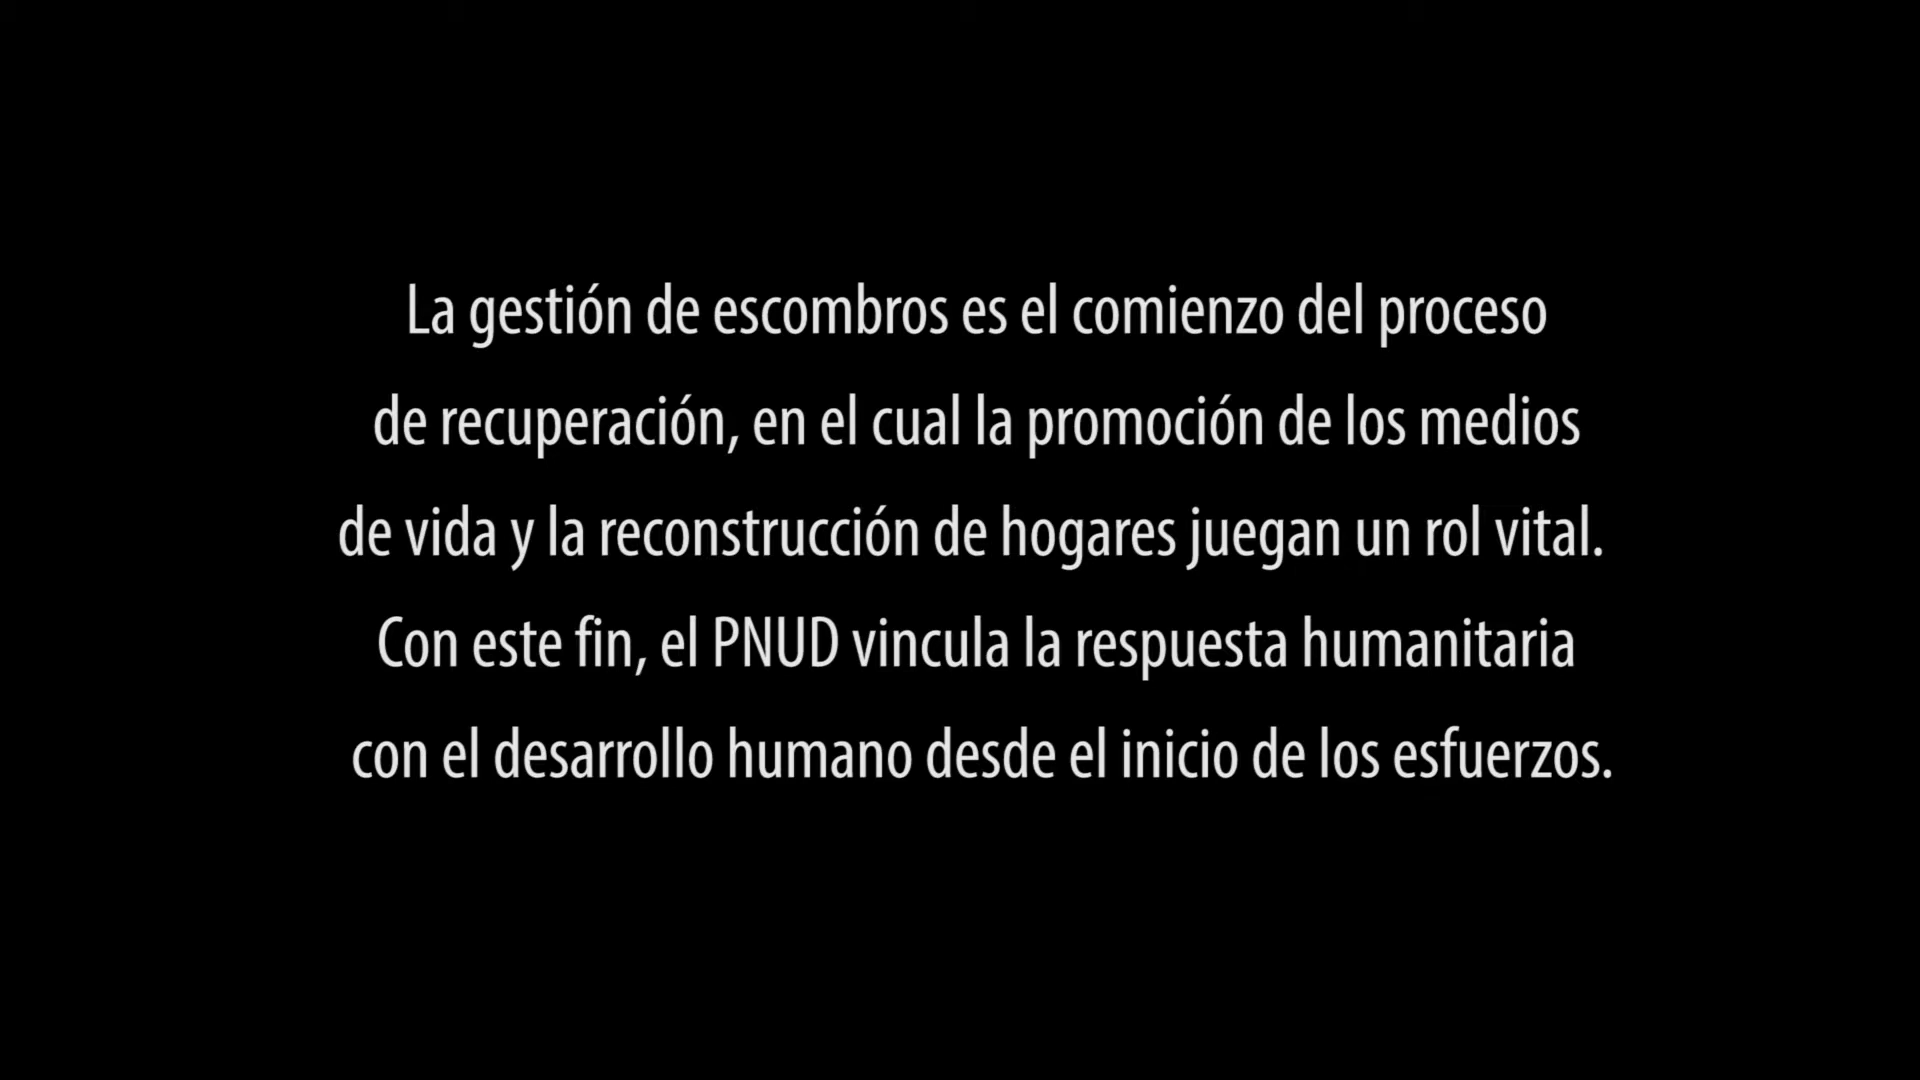 La gestión de escombros es el comienzo del proceso
de recuperación, en el cual la promoción de los medios
de vida y la reconstrucción de hogares juegan un rol vital.
Con este fin, el PNUD vincula la respuesta humanitaria
con el desarrollo humano desde el inicio de los esfuerzos.